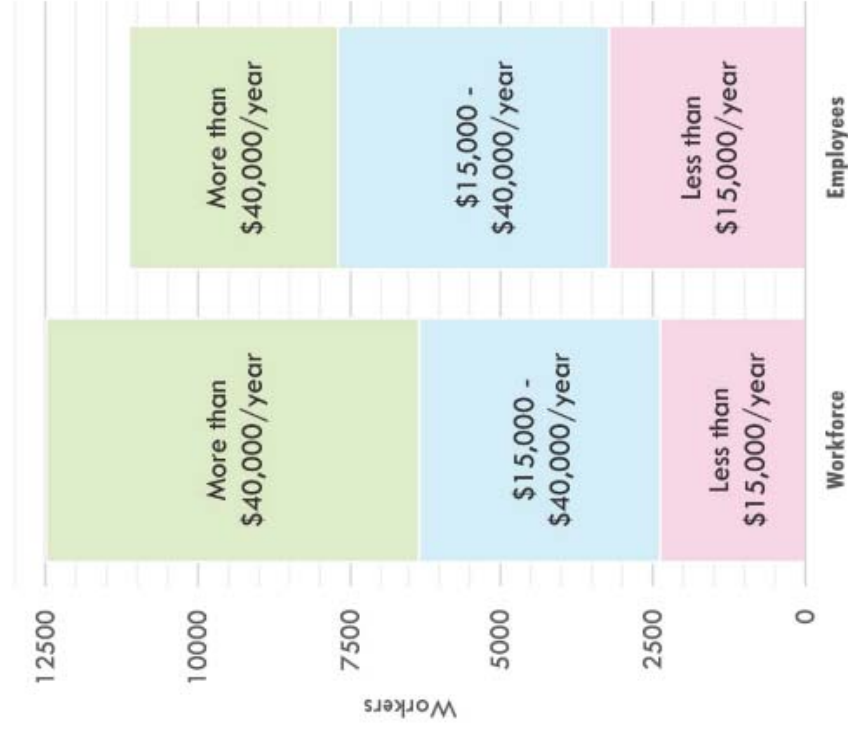 12500
10000
7500
5000
2500
0
Workers
More than
$40,000/year
$15,000 -
$40,000/year
Less than
$15,000/year
Workforce
More than
$40,000/year
$15,000 -
$40,000/year
Less than
$15,000/year
Employees